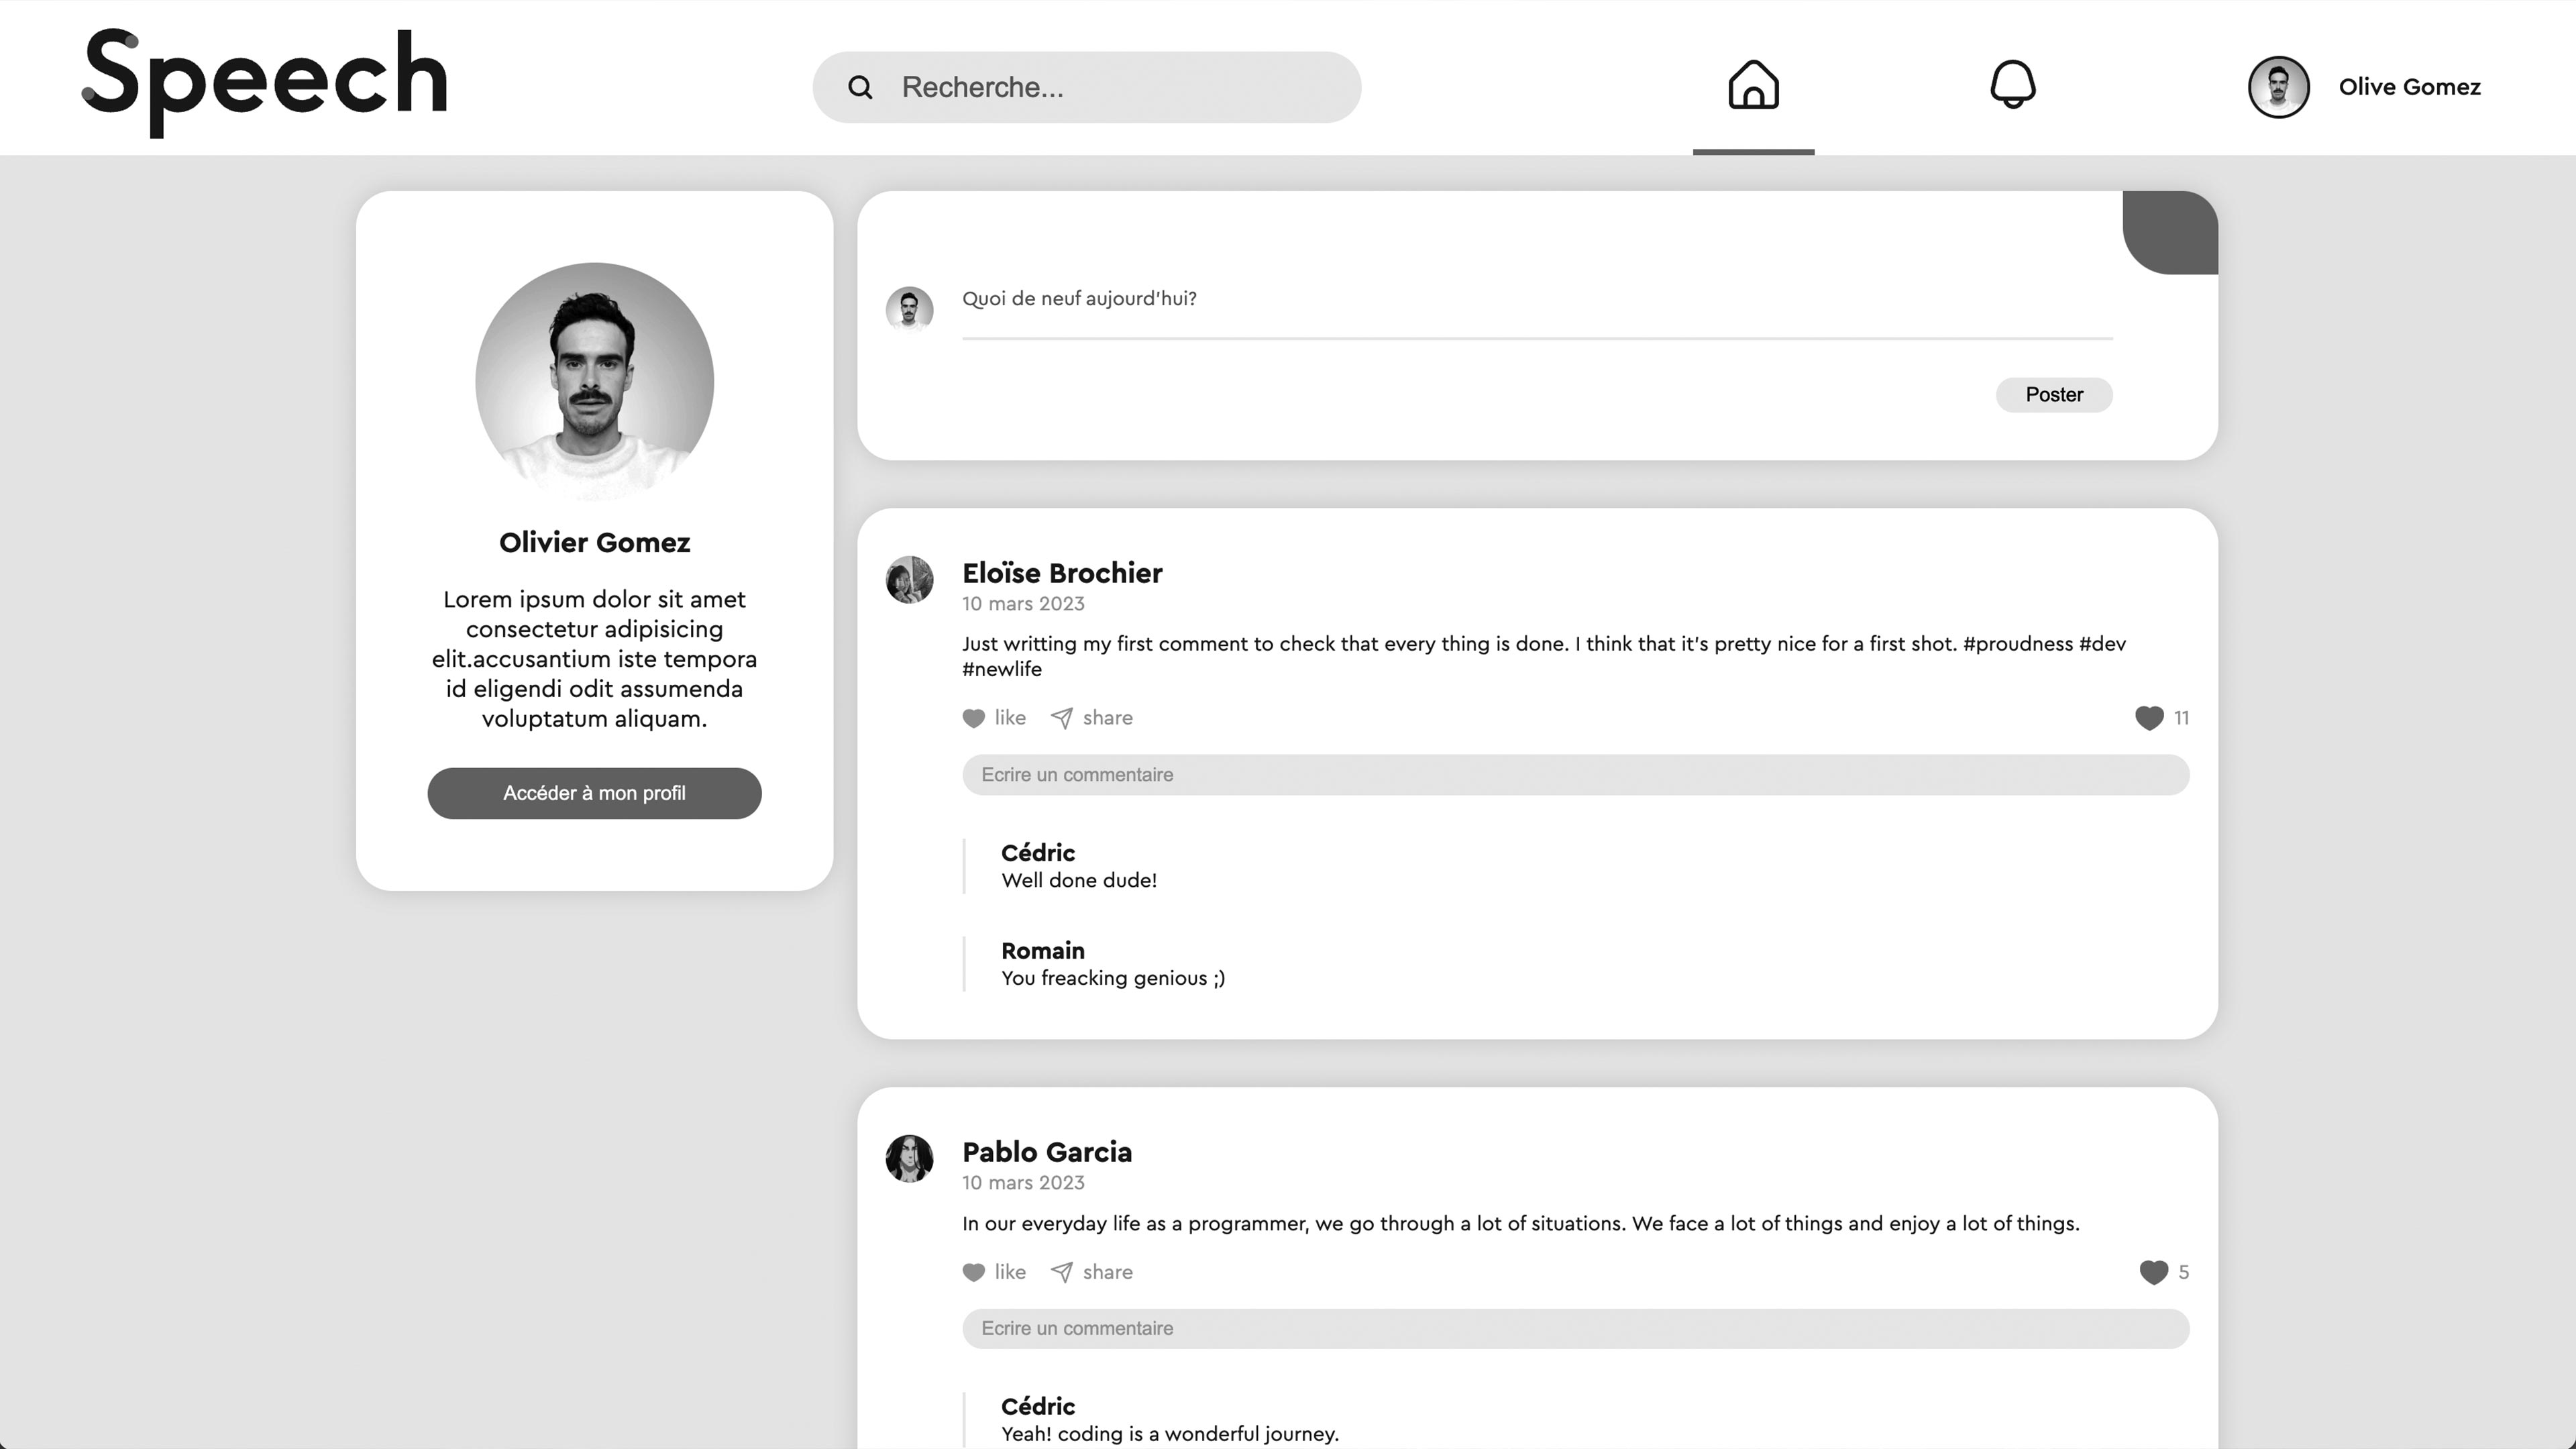 Speech
Recherche...
Olive Gomez
Olivier Gomez
Lorem ipsum dolor sit amet
consectetur adipisicing
elit.accusantium iste tempora
id eligendi odit assumenda
voluptatum aliquam.
Accéder à mon profil
Quoi de neuf aujourd'hui?
Poster
Eloïse Brochier
10 mars 2023
Just writting my first comment to check that every thing is done. I think that it's pretty nice for a first shot. #proudness #dev
#newlife
like share 11
Ecrire un commentaire
Cédric
Well done dude!
Romain
You freacking genious ;)
Pablo Garcia
10 mars 2023
In our everyday life as a programmer, we go through a lot of situations. We face a lot of things and enjoy a lot of things.
like share 5
Ecrire un commentaire
Cédric
Yeah! coding is a wonderful journey.